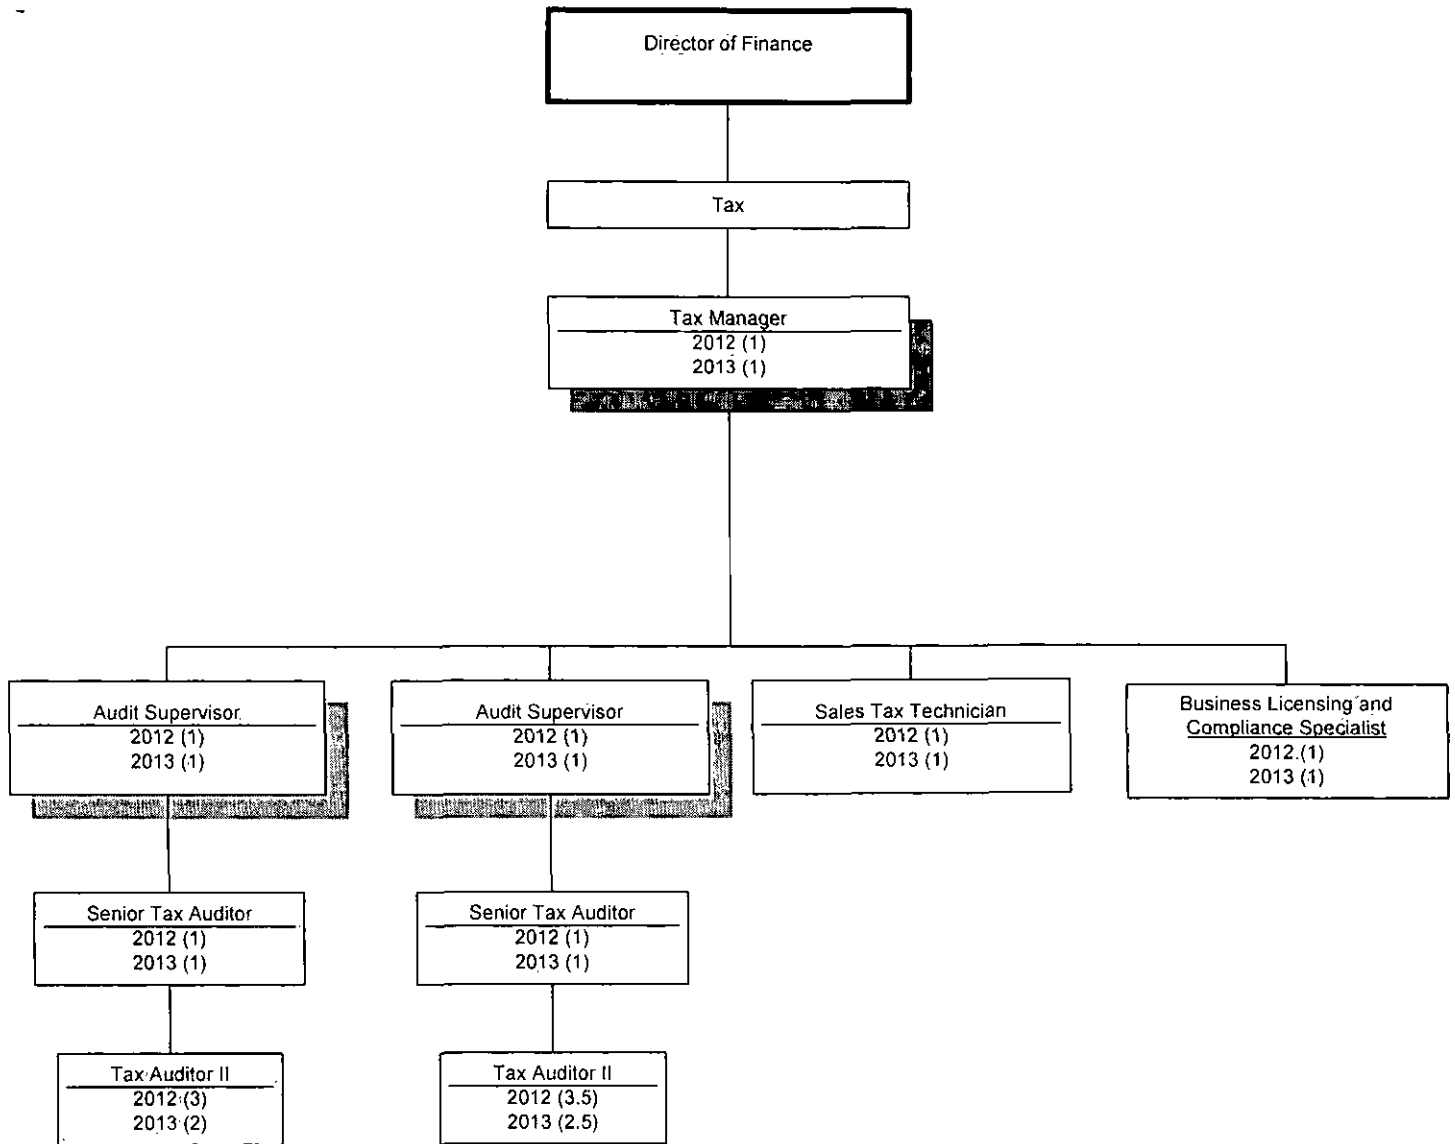 Director of Finance
Tax
Tax Manager
2012 (1)
2013 (1)
Audit Supervisor
2012 (1)
2013 (1)
Audit Supervisor
2012 (1)
2013 (1)
Sales Tax Technician
2012 (1)
2013 (1)
Business Licensing and
Compliance Specialist
2012 (1)
2013 (1)
Senior Tax Auditor
2012 (1)
2013 (1)
Senior Tax Auditor
2012 (1)
2013 (1)
Tax Auditor II
2012 (3)
2013 (2)
Tax Auditor II
2012 (3.5)
2013 (2.5)